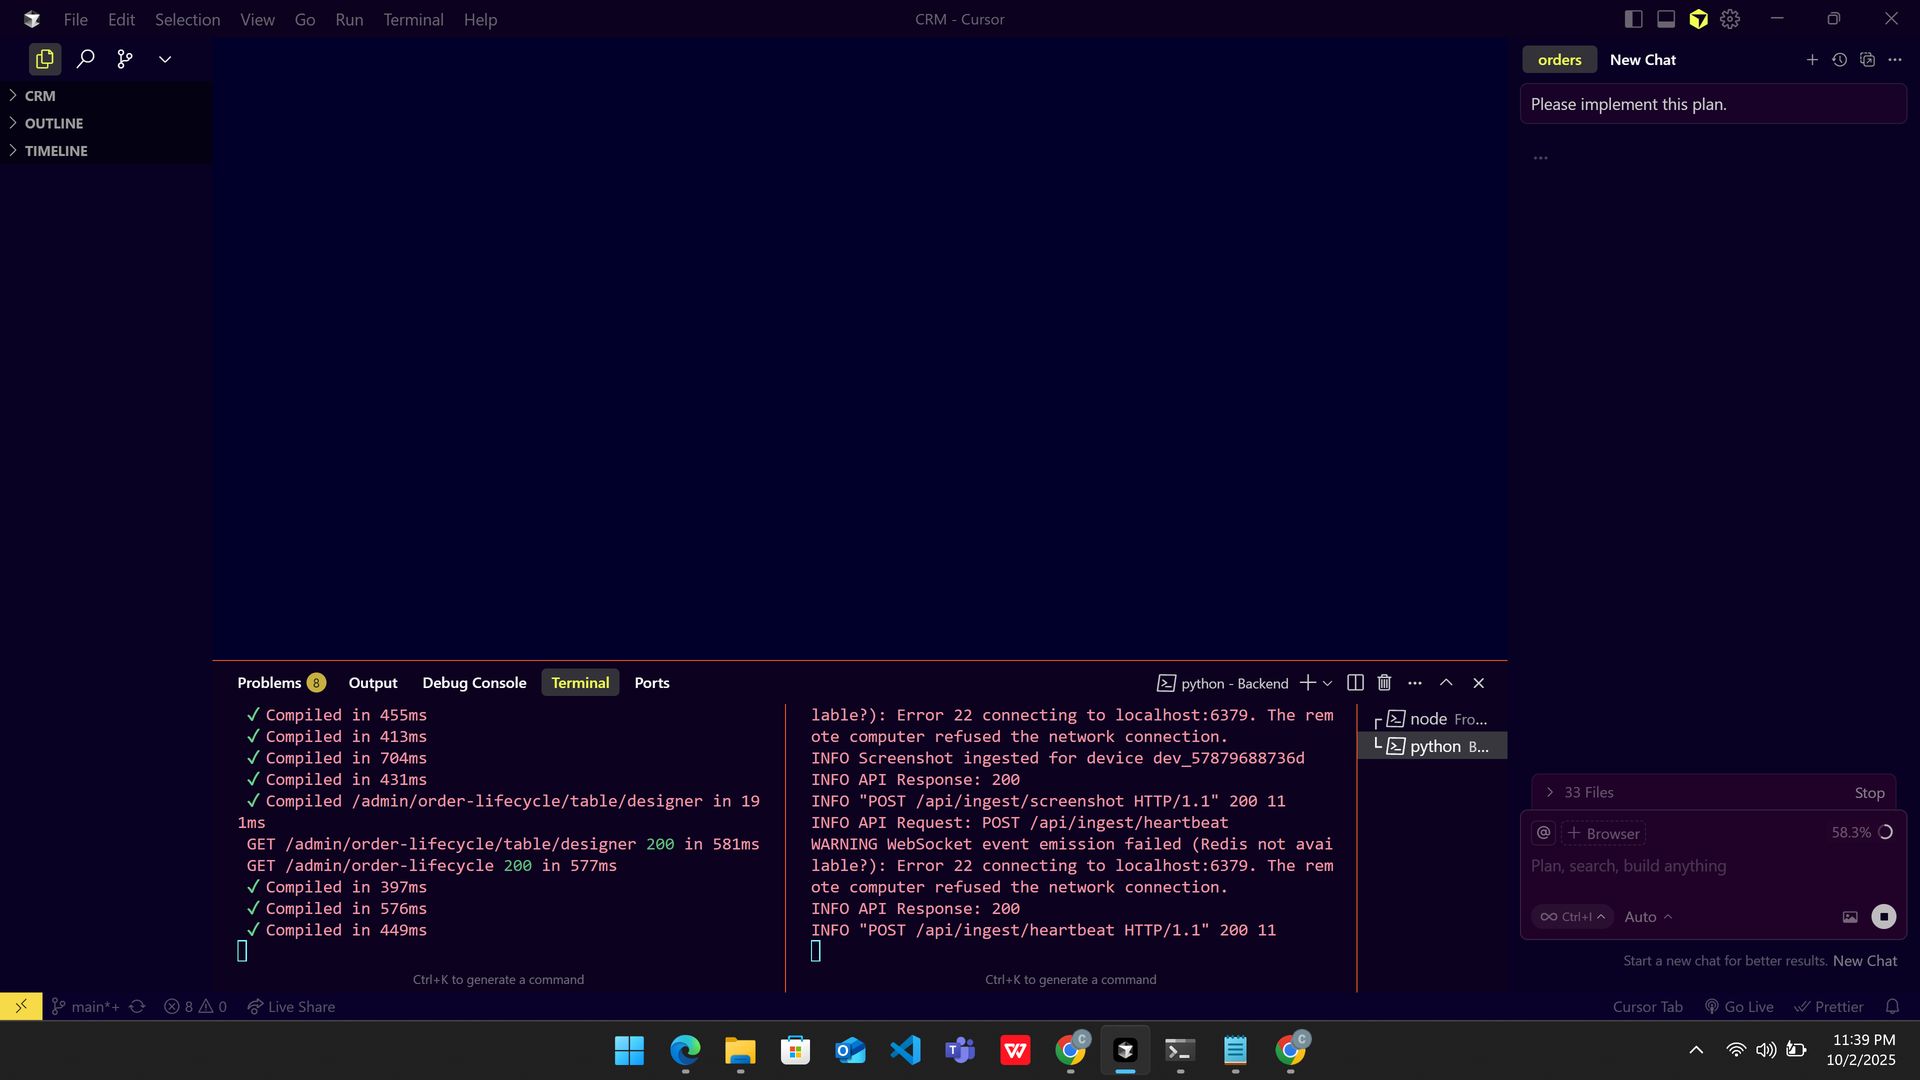 File Edit Selection View Go Run Terminal Help
CRM - Cursor
CRM
OUTLINE
TIMELINE
orders New Chat
Please implement this plan.
...
Problems 8 Output Debug Console Terminal Ports
python - Backend
✓ Compiled in 455ms
✓ Compiled in 413ms
✓ Compiled in 704ms
✓ Compiled in 431ms
✓ Compiled /admin/order-lifecycle/table/designer in 19
1ms
GET /admin/order-lifecycle/table/designer 200 in 581ms
GET /admin/order-lifecycle 200 in 577ms
✓ Compiled in 397ms
✓ Compiled in 576ms
✓ Compiled in 449ms
Ctrl+K to generate a command
lable?): Error 22 connecting to localhost:6379. The rem
ote computer refused the network connection.
INFO Screenshot ingested for device dev_57879688736d
INFO API Response: 200
INFO "POST /api/ingest/screenshot HTTP/1.1" 200 11
INFO API Request: POST /api/ingest/heartbeat
WARNING WebSocket event emission failed (Redis not avai
lable?): Error 22 connecting to localhost:6379. The rem
ote computer refused the network connection.
INFO API Response: 200
INFO "POST /api/ingest/heartbeat HTTP/1.1" 200 11
Ctrl+K to generate a command
node Fro...
python B...
33 Files Stop
@ + Browser 58.3%
Plan, search, build anything
∞ Ctrl+I Auto
Start a new chat for better results. New Chat
main*+ 8 0 Live Share
Cursor Tab Go Live Prettier
11:39 PM
10/2/2025